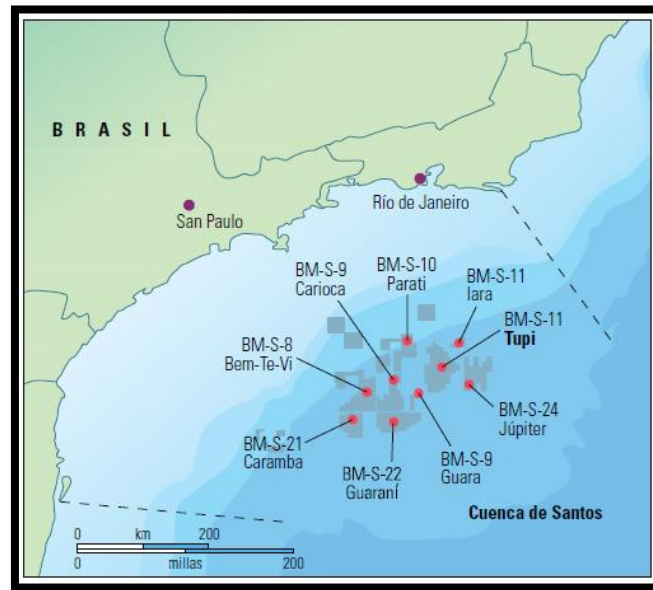 BRASIL
San Paulo
Río de Janeiro
BM-S-9
Carioca
BM-S-10
Parati
BM-S-11
Iara
BM-S-11
Tupi
BM-S-8
Bem-Te-Vi
BM-S-24
Júpiter
BM-S-21
Caramba
BM-S-22
Guaraní
BM-S-9
Guara
Cuenca de Santos
0 km 200
0 millas 200